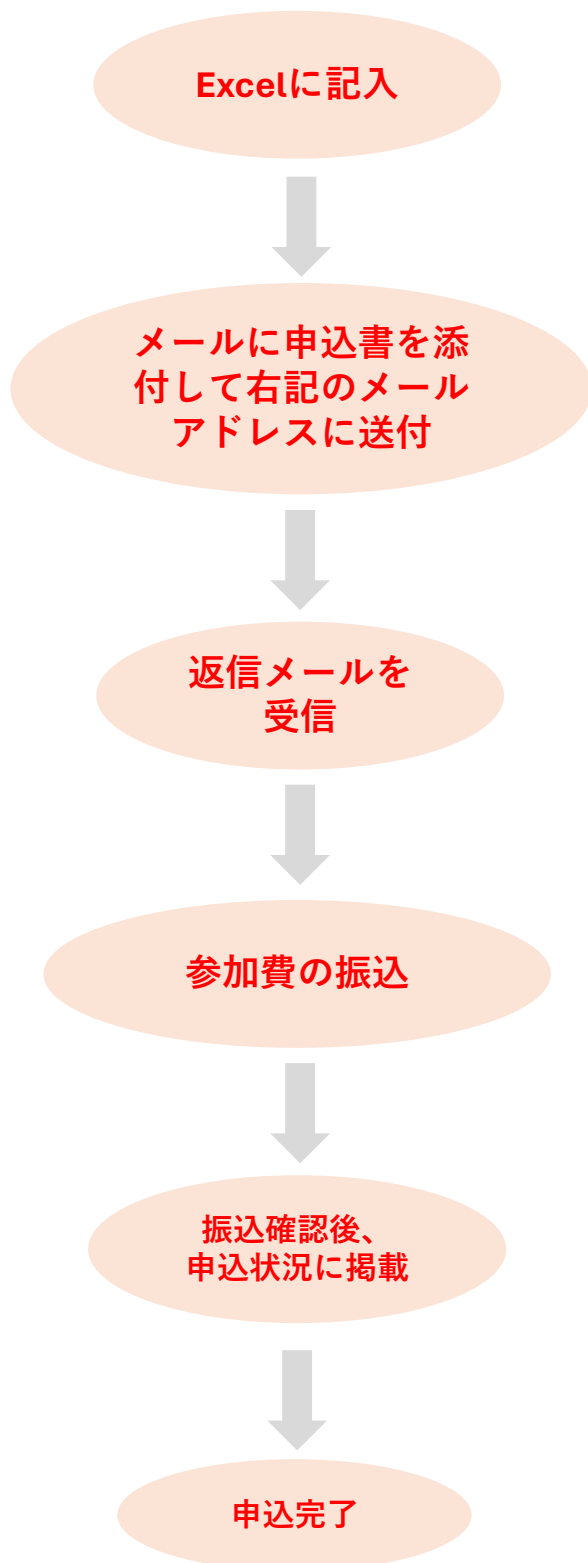 Excelに記入
メールに申込書を添
付して右記のメール
アドレスに送付
返信メールを
受信
参加費の振込
振込確認後、
申込状況に掲載
申込完了